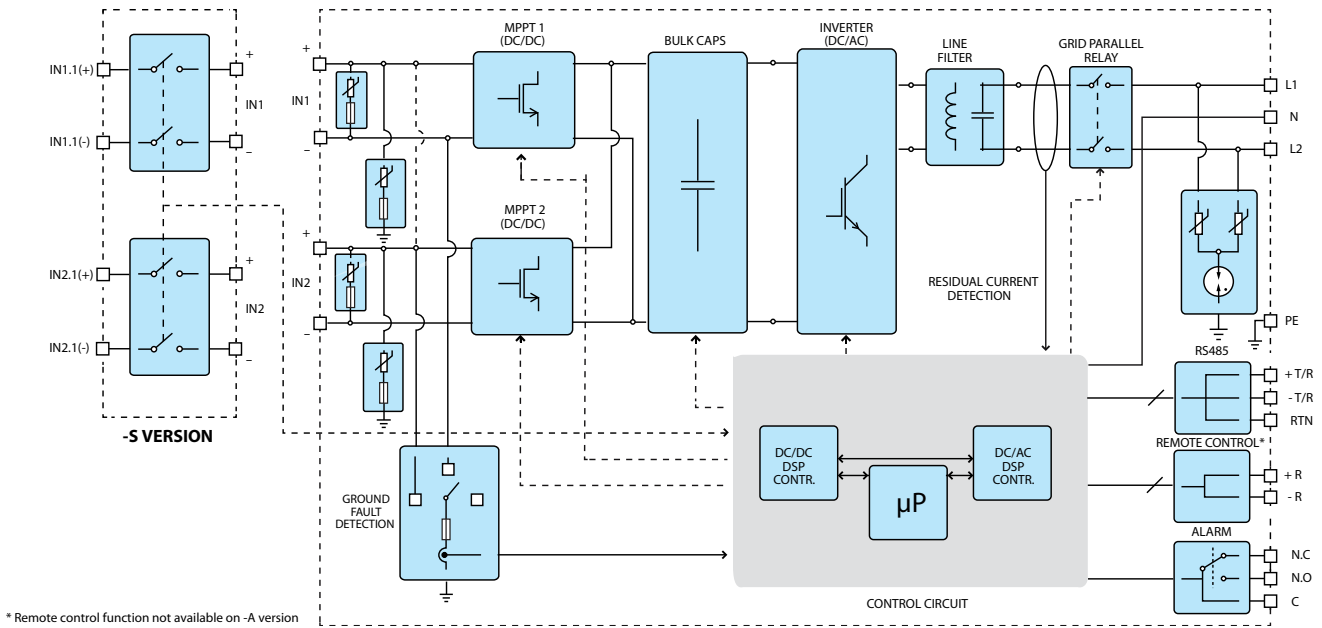 MPPT 1
(DC/DC)
BULK CAPS
INVERTER
(DC/AC)
LINE
FILTER
GRID PARALLEL
RELAY
+
IN1.1(+)
IN1
IN1.1(-)
–
+
IN1
–
L1
N
L2
MPPT 2
(DC/DC)
+
IN2.1(+)
IN2
IN2.1(-)
–
+
IN2
–
-S VERSION
RESIDUAL CURRENT
DETECTION
PE
RS485
+ T/R
- T/R
RTN
REMOTE CONTROL*
+ R
- R
ALARM
N.C
N.O
C
DC/DC
DSP
CONTR.
µP
DC/AC
DSP
CONTR.
GROUND
FAULT
DETECTION
CONTROL CIRCUIT
* Remote control function not available on -A version